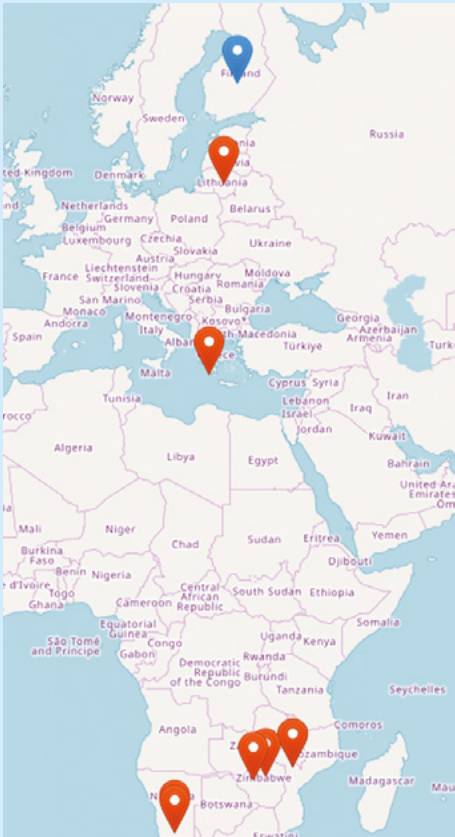 Finland
Norway
Sweden
Russia
Denmark
Lithuania
Netherlands
Belarus
Germany
Poland
Belgium
Luxembourg
Czechia
Ukraine
Austria
Slovakia
Liechtenstein
France
Switzerland
Hungary
Moldova
Slovenia
Croatia
Romania
San Marino
Serbia
Monaco
Bulgaria
Andorra
Montenegro
Kosovo*
Georgia
Spain
Italy
Azerbaijan
Armenia
Türkiye
Malta
Cyprus
Syria
Tunisia
Lebanon
Iran
Israel
Iraq
Jordan
Kuwait
Algeria
Libya
Egypt
Bahrain
United Ara
Emirates
Mali
Niger
Chad
Sudan
Eritrea
Yemen
Burkina
Faso
Djibouti
Benin
Nigeria
Togo
Ghana
Central
African
Republic
South Sudan
Ethiopia
Cameroon
Equatorial
Guinea
Somalia
São Tomé
and Príncipe
Congo
Uganda
Kenya
Gabon
Democratic
Republic
of the Congo
Rwanda
Burundi
Tanzania
Seychelles
Angola
Comoros
Zimbabwe
Madagascar
Botswana